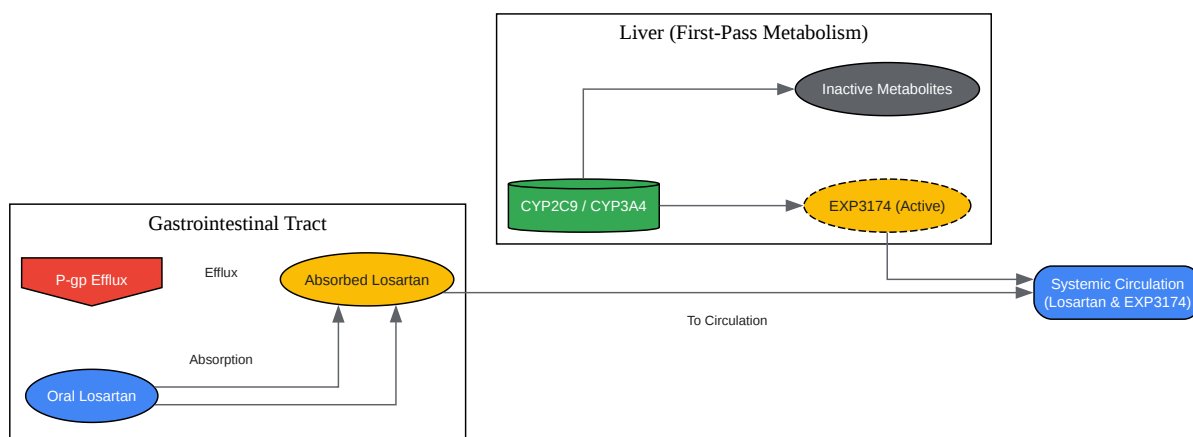 Liver (First-Pass Metabolism)
Inactive Metabolites
CYP2C9 / CYP3A4
EXP3174 (Active)
Gastrointestinal Tract
P-gp Efflux
Efflux
Absorbed Losartan
Systemic Circulation
(Losartan & EXP3174)
To Circulation
Absorption
Oral Losartan